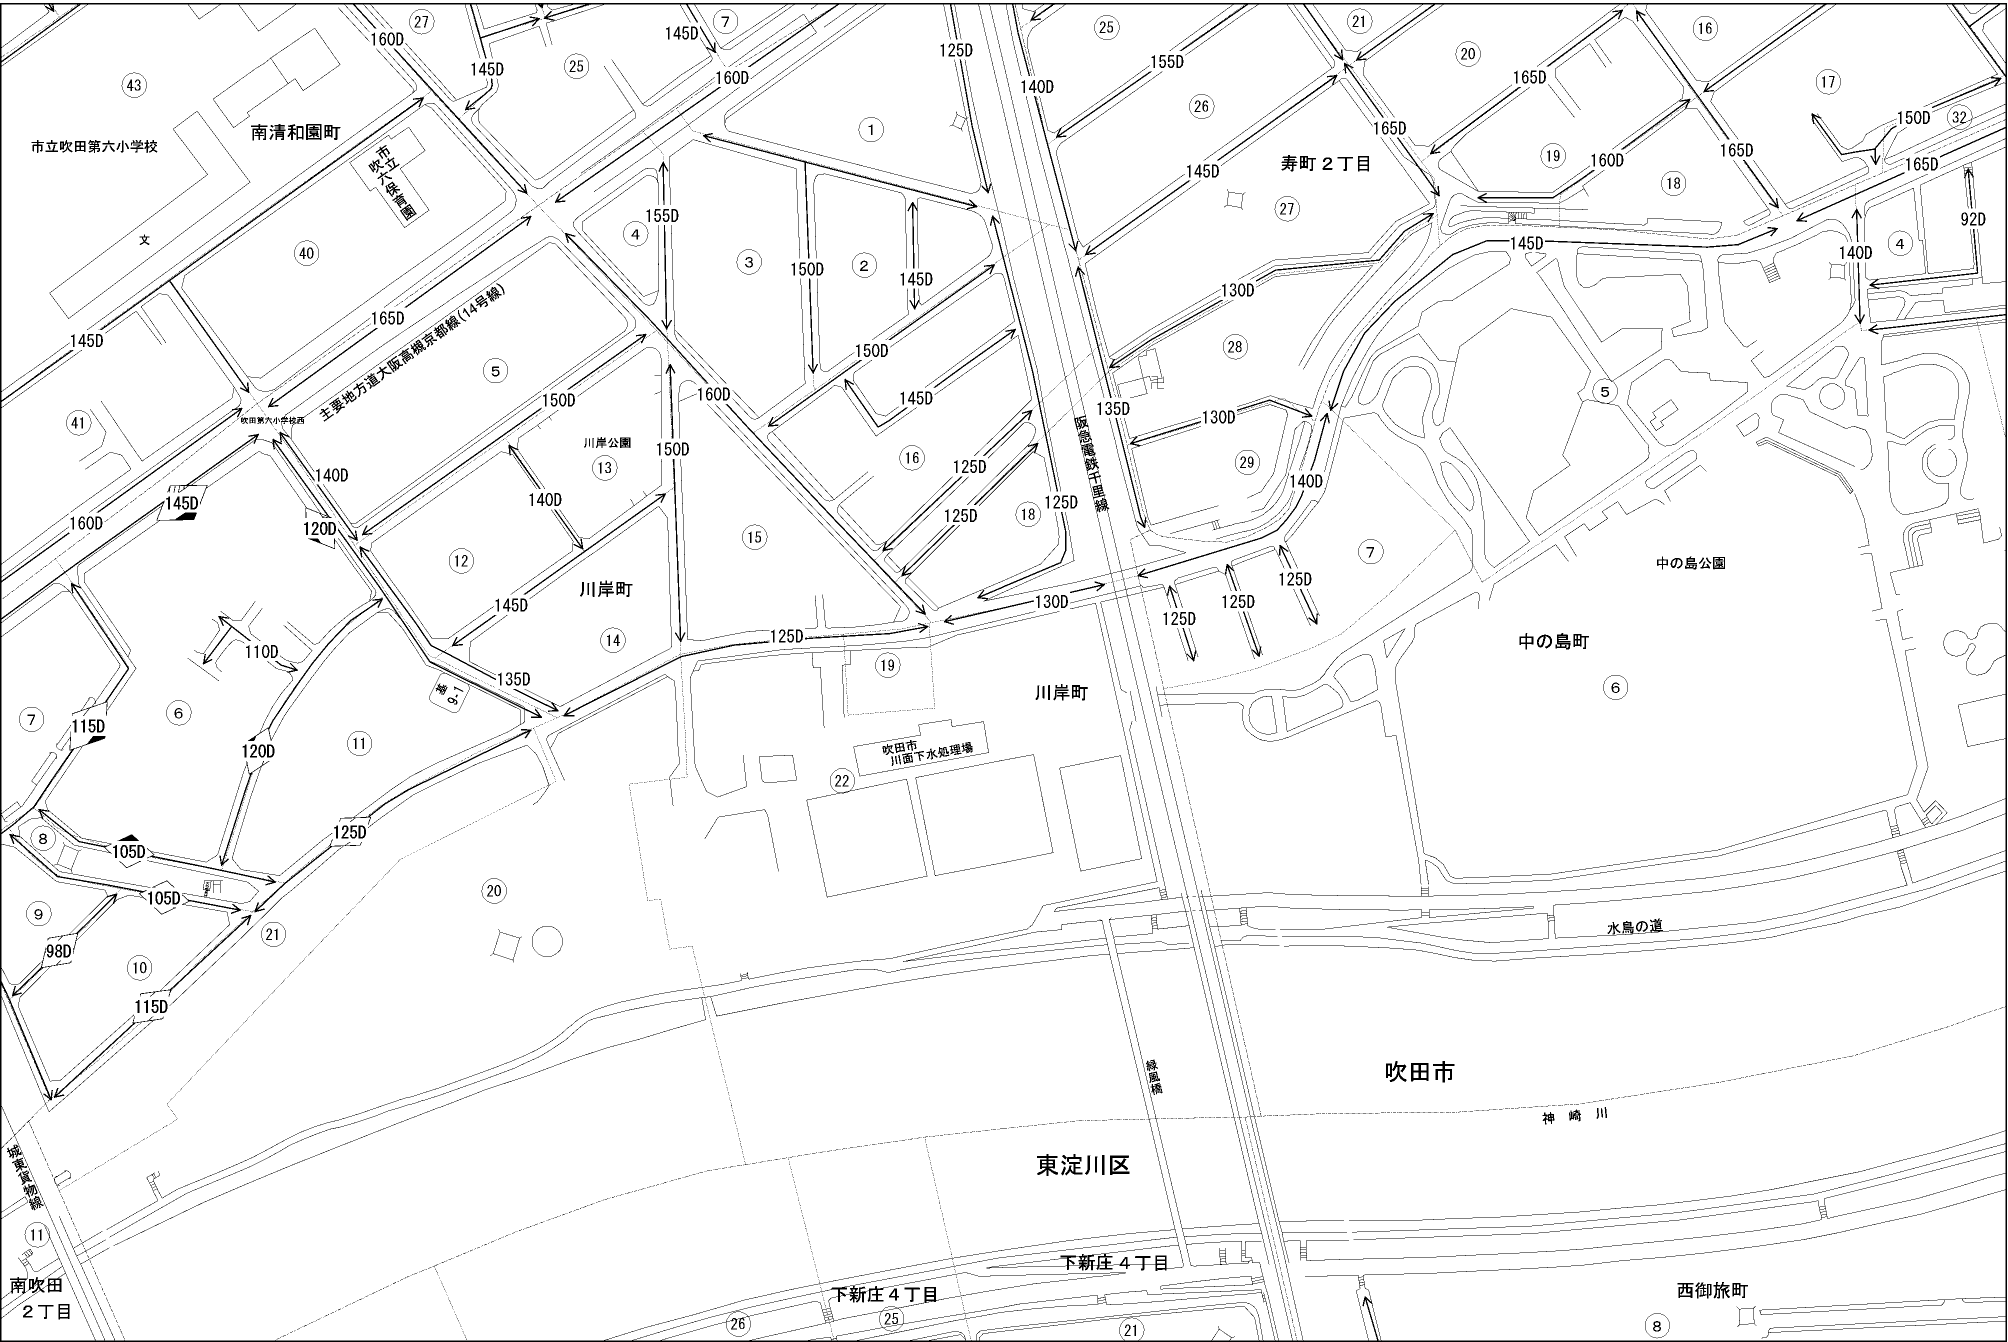 27
7
25
21
16
160D
145D
145D
125D
20
155D
160D
25
165D
17
43
140D
26
150D
32
南清和園町
1
165D
市立吹田第六小学校
市立
吹六保育園
寿町２丁目
19
160D
165D
165D
145D
18
文
4
155D
27
92D
40
3
2
145D
4
150D
145D
140D
130D
165D
主要地方道大阪高槻京都線(14号線)
145D
28
150D
5
5
150D
160D
145D
41
吹田第六小学校西
135D
130D
阪急電鉄千里線
川岸公園
13
150D
16
29
140D
125D
140D
140D
145D
125D
18
125D
160D
120D
15
7
12
中の島公園
125D
川岸町
145D
130D
125D
125D
14
125D
中の島町
110D
19
135D
基
9-1
川岸町
6
7
6
115D
11
120D
吹田市
川面下水処理場
22
125D
8
105D
20
105D
9
21
水鳥の道
98D
10
115D
緑風橋
吹田市
神崎川
東淀川区
城東貨物線
11
下新庄４丁目
南吹田
２丁目
下新庄４丁目
西御旅町
26
25
21
8